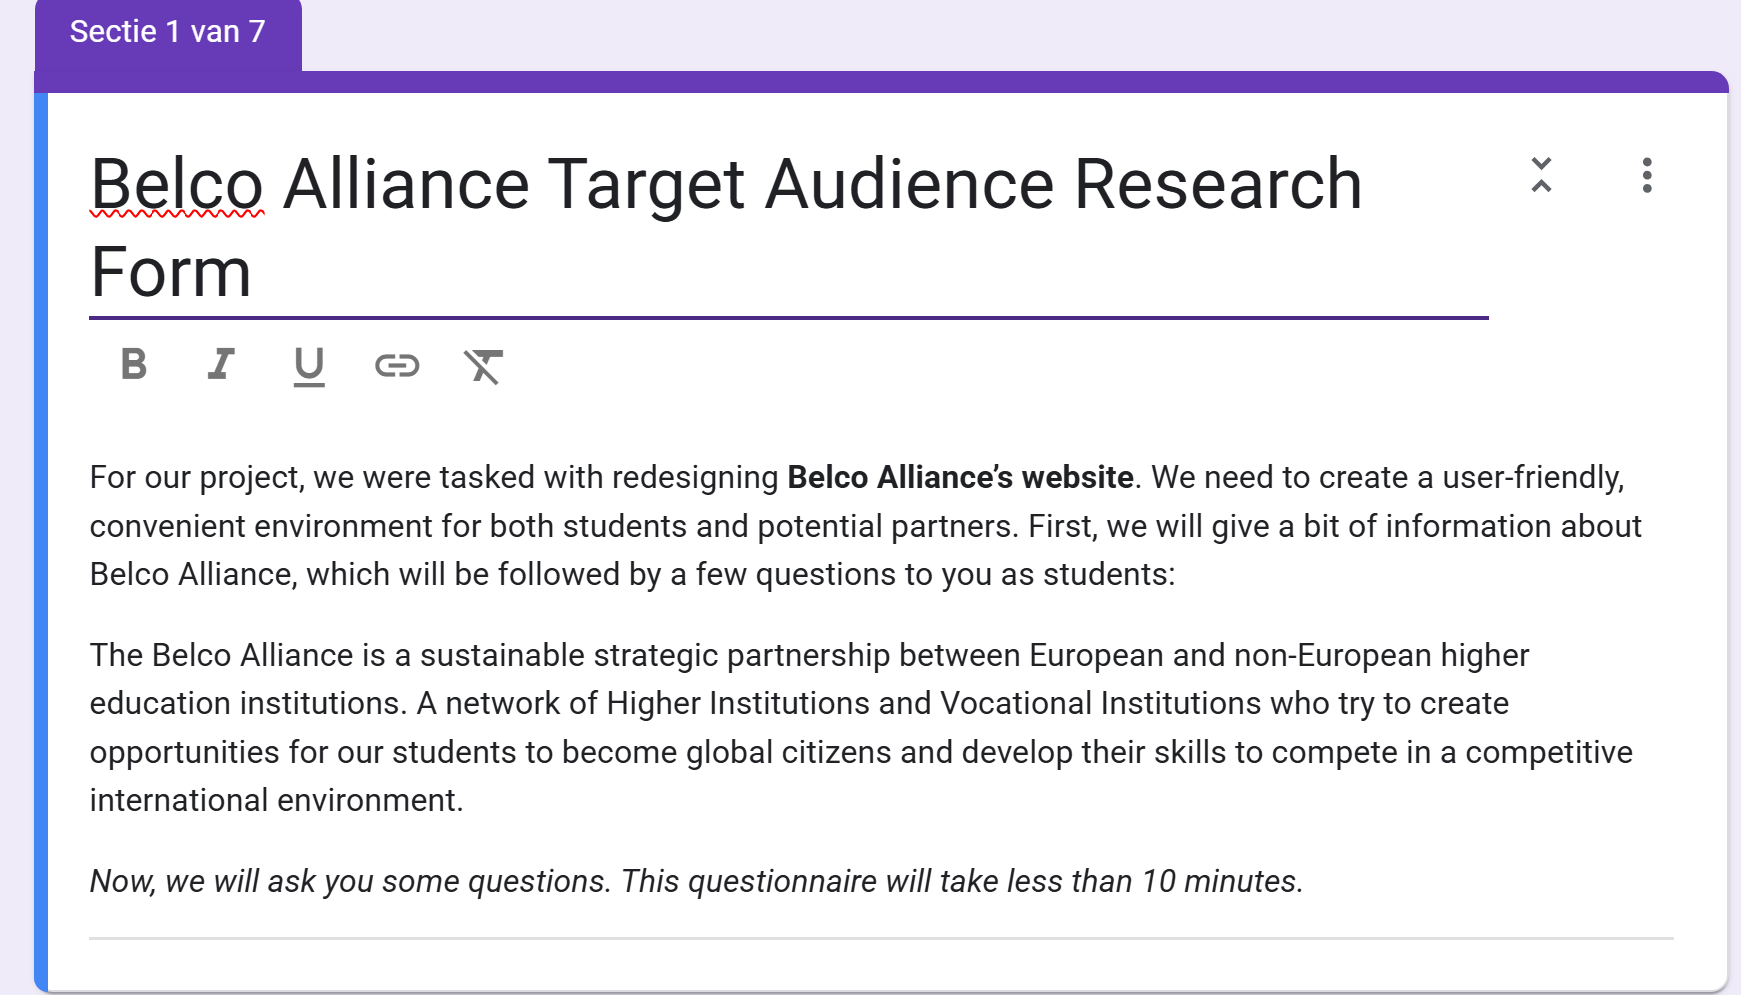 Sectie 1 van 7
Belco Alliance Target Audience Research
Form
B I U
For our project, we were tasked with redesigning Belco Alliance’s website. We need to create a user-friendly,
convenient environment for both students and potential partners. First, we will give a bit of information about
Belco Alliance, which will be followed by a few questions to you as students:
The Belco Alliance is a sustainable strategic partnership between European and non-European higher
education institutions. A network of Higher Institutions and Vocational Institutions who try to create
opportunities for our students to become global citizens and develop their skills to compete in a competitive
international environment.
Now, we will ask you some questions. This questionnaire will take less than 10 minutes.